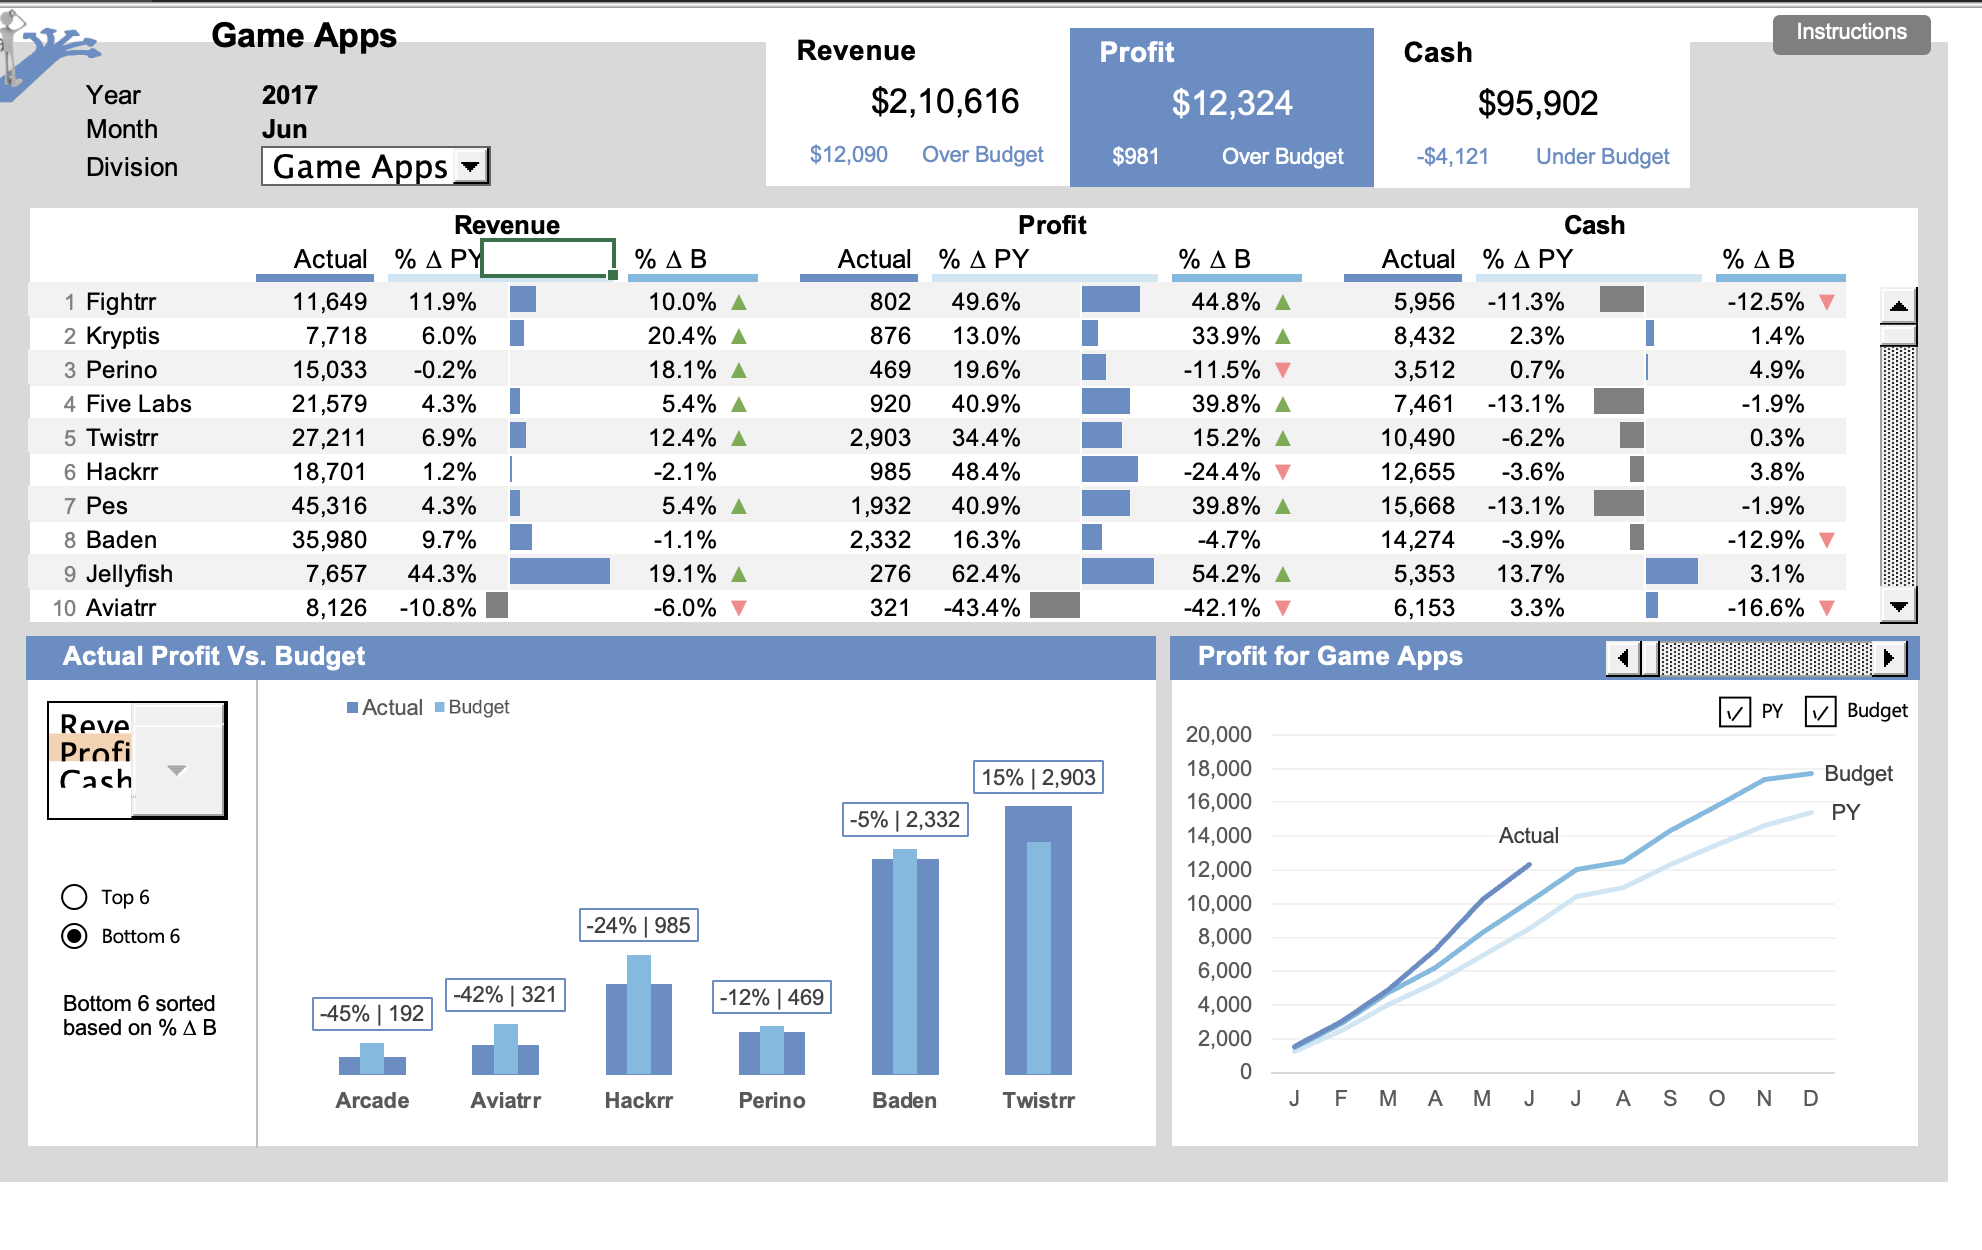 Game Apps
Instructions
Year 2017
Month Jun
Division Game Apps
Revenue
$2,10,616
$12,090 Over Budget
Profit
$12,324
$981 Over Budget
Cash
$95,902
-$4,121 Under Budget
Revenue Profit Cash
Actual % Δ PY % Δ B Actual % Δ PY % Δ B Actual % Δ PY % Δ B
1 Fightrr 11,649 11.9% 10.0% ▲ 802 49.6% 44.8% ▲ 5,956 -11.3% -12.5% ▼
2 Kryptis 7,718 6.0% 20.4% ▲ 876 13.0% 33.9% ▲ 8,432 2.3% 1.4%
3 Perino 15,033 -0.2% 18.1% ▲ 469 19.6% -11.5% ▼ 3,512 0.7% 4.9%
4 Five Labs 21,579 4.3% 5.4% ▲ 920 40.9% 39.8% ▲ 7,461 -13.1% -1.9%
5 Twistrr 27,211 6.9% 12.4% ▲ 2,903 34.4% 15.2% ▲ 10,490 -6.2% 0.3%
6 Hackrr 18,701 1.2% -2.1% 985 48.4% -24.4% ▼ 12,655 -3.6% 3.8%
7 Pes 45,316 4.3% 5.4% ▲ 1,932 40.9% 39.8% ▲ 15,668 -13.1% -1.9%
8 Baden 35,980 9.7% -1.1% 2,332 16.3% -4.7% 14,274 -3.9% -12.9% ▼
9 Jellyfish 7,657 44.3% 19.1% ▲ 276 62.4% 54.2% ▲ 5,353 13.7% 3.1%
10 Aviatrr 8,126 -10.8% -6.0% ▼ 321 -43.4% -42.1% ▼ 6,153 3.3% -16.6% ▼
Actual Profit Vs. Budget
Reve
Profi
Cash
Top 6
Bottom 6
Bottom 6 sorted
based on % Δ B
Actual Budget
-45% | 192
-42% | 321
-24% | 985
-12% | 469
-5% | 2,332
15% | 2,903
Arcade Aviatrr Hackrr Perino Baden Twistrr
Profit for Game Apps
PY Budget
20,000
18,000
16,000
14,000
12,000
10,000
8,000
6,000
4,000
2,000
0
Budget
PY
Actual
J F M A M J J A S O N D